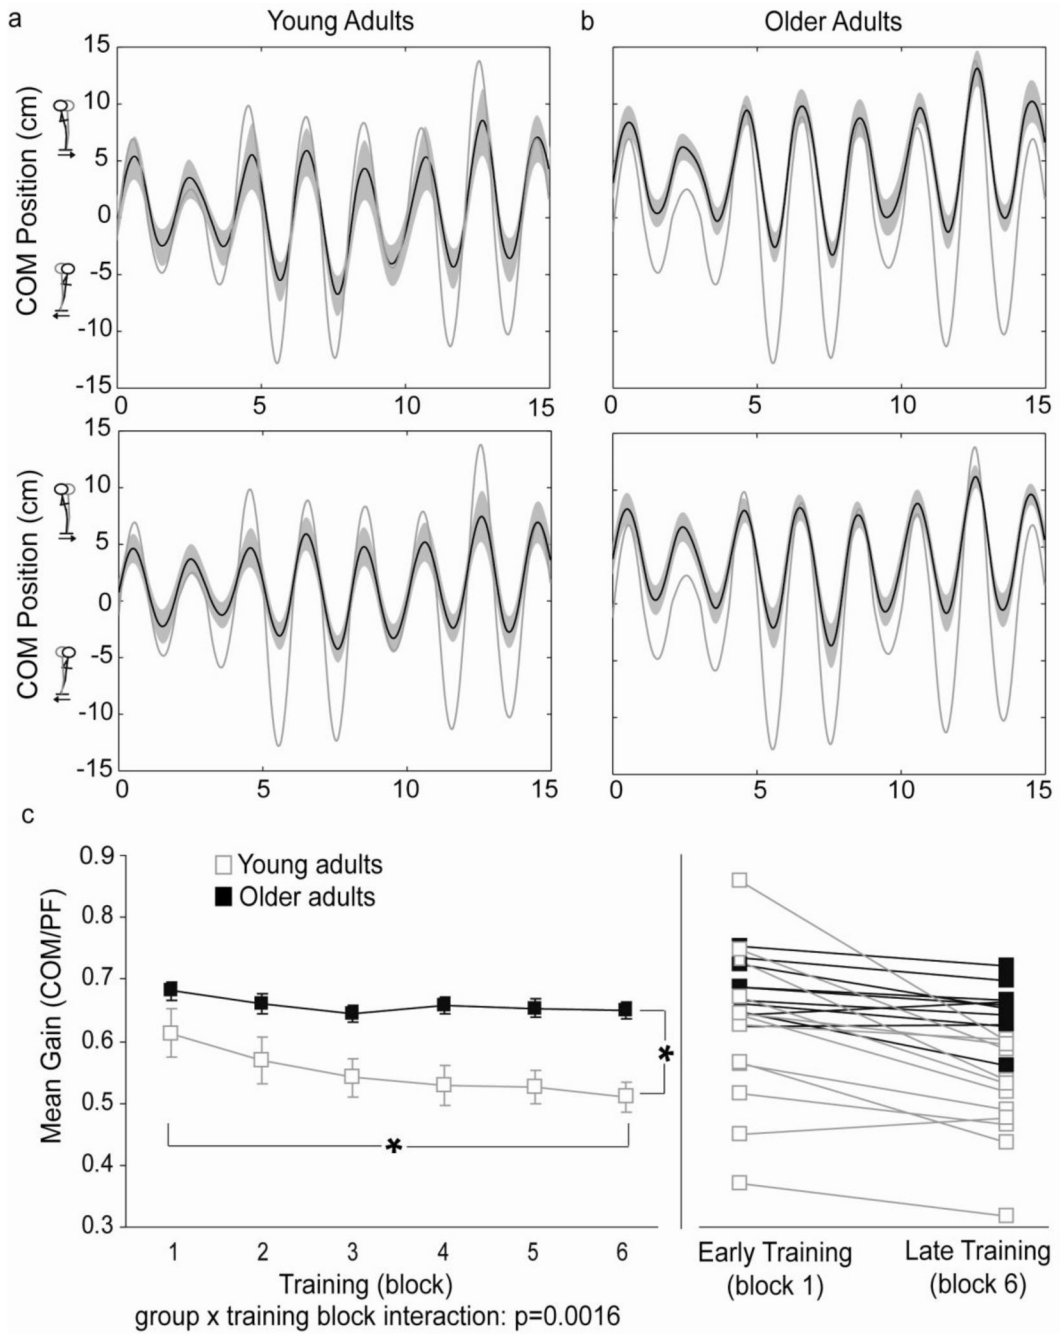 a
Young Adults
b
Older Adults
COM Position (cm)
15
10
5
0
-5
-10
-15
0 5 10 15
0 5 10 15
COM Position (cm)
15
10
5
0
-5
-10
-15
0 5 10 15
0 5 10 15
c
Mean Gain (COM/PF)
0.9
0.8
0.7
0.6
0.5
0.4
0.3
Young adults
Older adults
*
*
1 2 3 4 5 6
Training (block)
group x training block interaction: p=0.0016
Early Training
(block 1)
Late Training
(block 6)